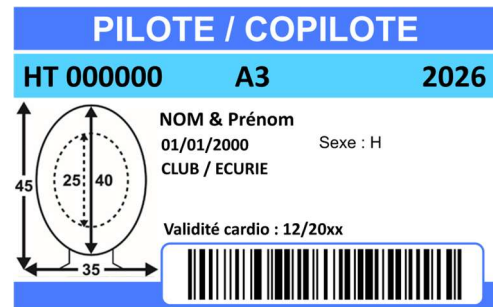 PILOTE / COPILOTE
HT 000000 A3 2026
NOM & Prénom
01/01/2000 Sexe : H
CLUB / ECURIE
45 25 40
35
Validité cardio : 12/20xx